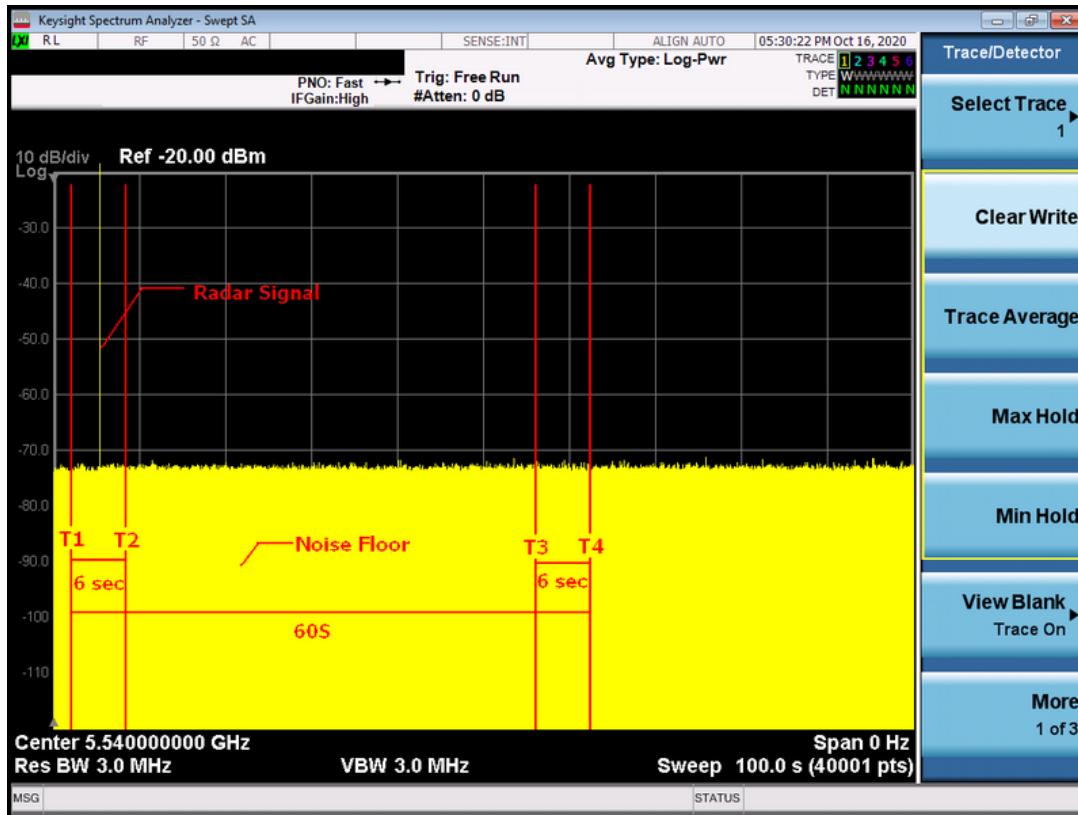 Keysight Spectrum Analyzer - Swept SA
LXI RL RF 50 Ω AC SENSE:INT ALIGN AUTO 05:30:22 PM Oct 16, 2020
PNO: Fast
IFGain:High
Trig: Free Run
#Atten: 0 dB
Avg Type: Log-Pwr
TRACE 1 2 3 4 5 6
TYPE WWWWWW
DET N N N N N N
Trace/Detector
Select Trace
1
Clear Write
Trace Average
Max Hold
Min Hold
View Blank
Trace On
More
1 of 3
10 dB/div Ref -20.00 dBm
Log
-30.0
-40.0
Radar Signal
-50.0
-60.0
-70.0
-80.0
T1 T2 Noise Floor T3 T4
-90.0
6 sec 6 sec
-100
60S
-110
Center 5.540000000 GHz Span 0 Hz
Res BW 3.0 MHz VBW 3.0 MHz Sweep 100.0 s (40001 pts)
MSG STATUS